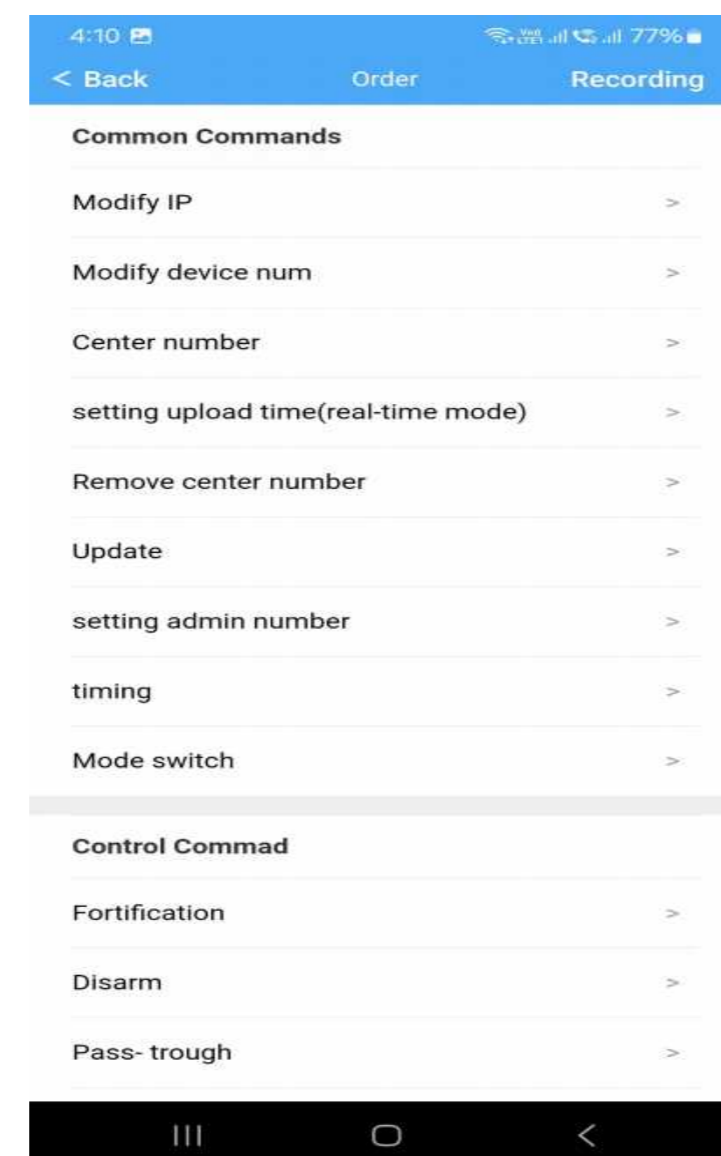 4:10 77%
< Back Order Recording
Common Commands
Modify IP >
Modify device num >
Center number >
setting upload time(real-time mode) >
Remove center number >
Update >
setting admin number >
timing >
Mode switch >
Control Commad
Fortification >
Disarm >
Pass- trough >